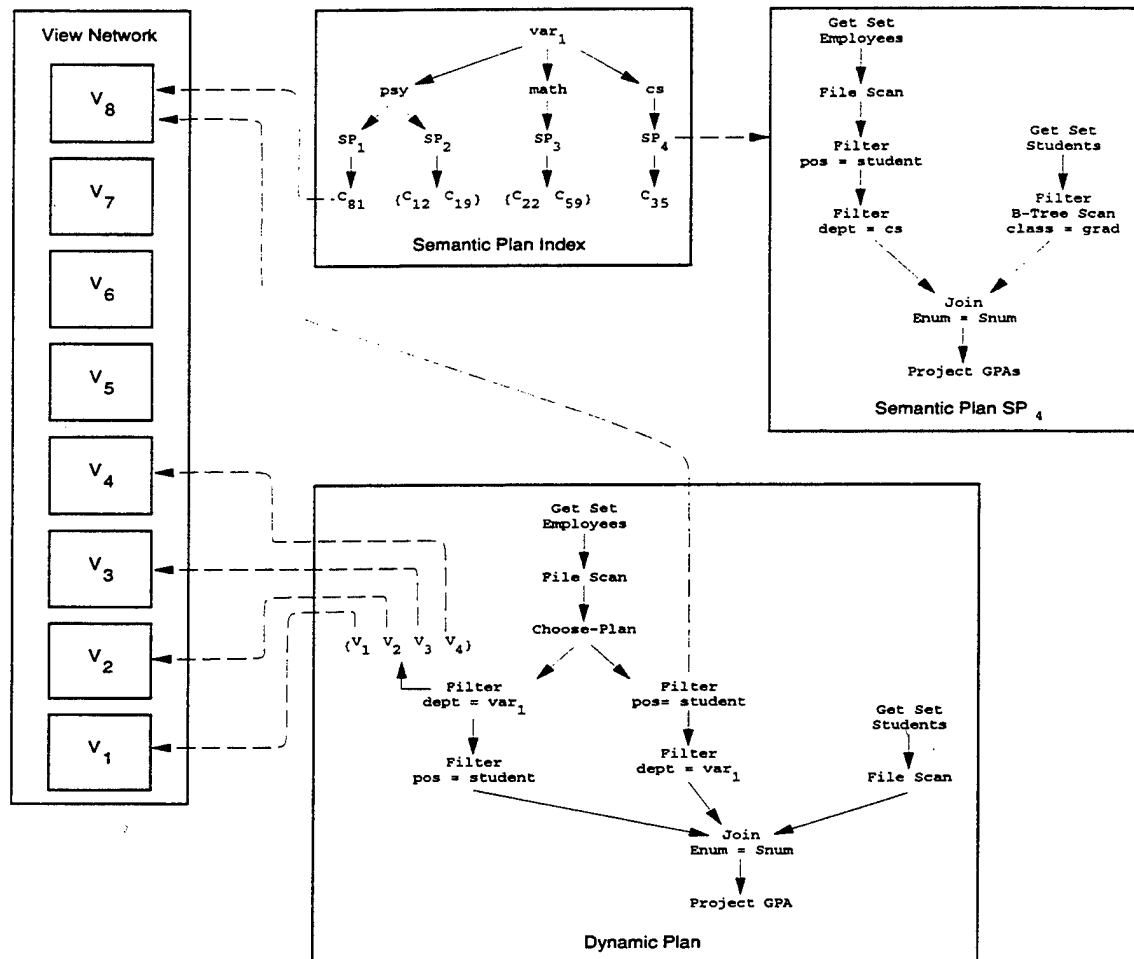 View Network
V8
V7
V6
V5
V4
V3
V2
V1
var1
psy math cs
SP1 SP2 SP3 SP4
C81 {C12 C19} {C22 C59} C35
Semantic Plan Index
Get Set
Employees
File Scan
Filter
pos = student
Filter
dept = cs
Get Set
Students
Filter
B-Tree Scan
class = grad
Join
Enum = Snum
Project GPAs
Semantic Plan SP4
Get Set
Employees
File Scan
Choose-Plan
{V1 V2 V3 V4}
Filter
dept = var1
Filter
pos = student
Filter
pos= student
Filter
dept = var1
Get Set
Students
File Scan
Join
Enum = Snum
Project GPA
Dynamic Plan